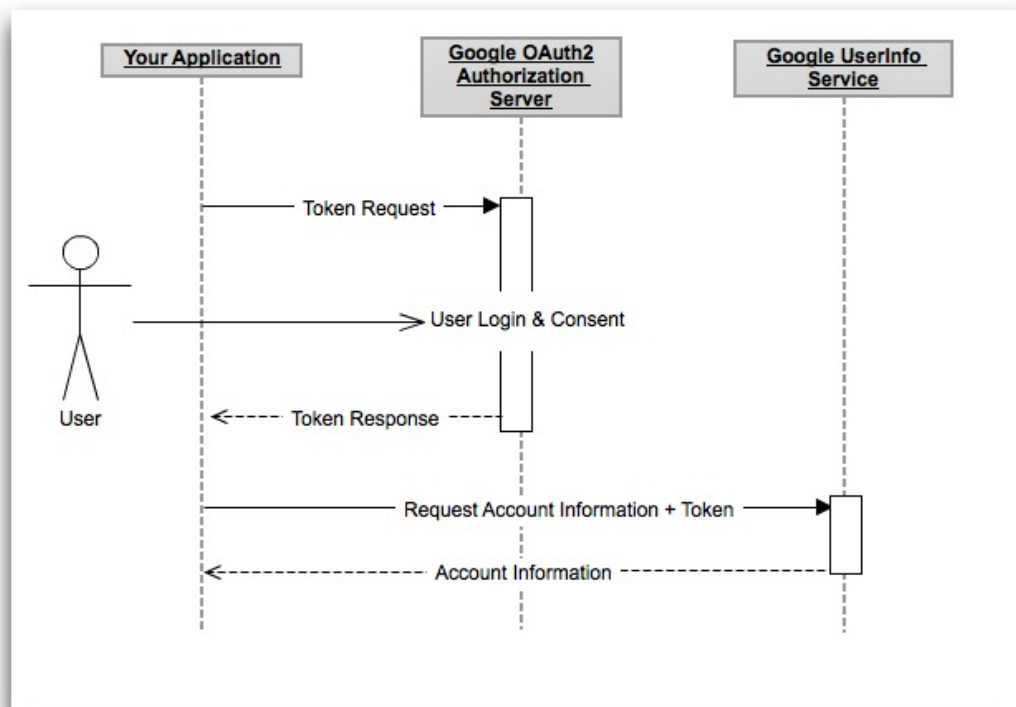 Your Application
Google OAuth2
Authorization
Server
Google UserInfo
Service
Token Request
User Login & Consent
User
Token Response
Request Account Information + Token
Account Information